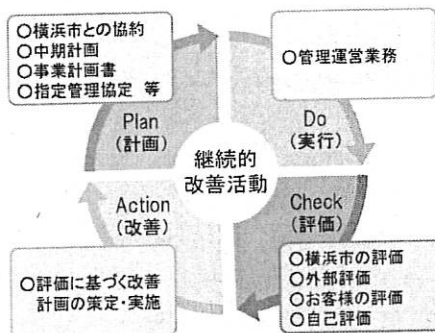 ○横浜市との協約
○中期計画
○事業計画書
○指定管理協定 等
○管理運営業務
Plan
(計画)
Do
(実行)
継続的
改善活動
Action
(改善)
Check
(評価)
○評価に基づく改善
計画の策定・実施
○横浜市の評価
○外部評価
○お客様の評価
○自己評価